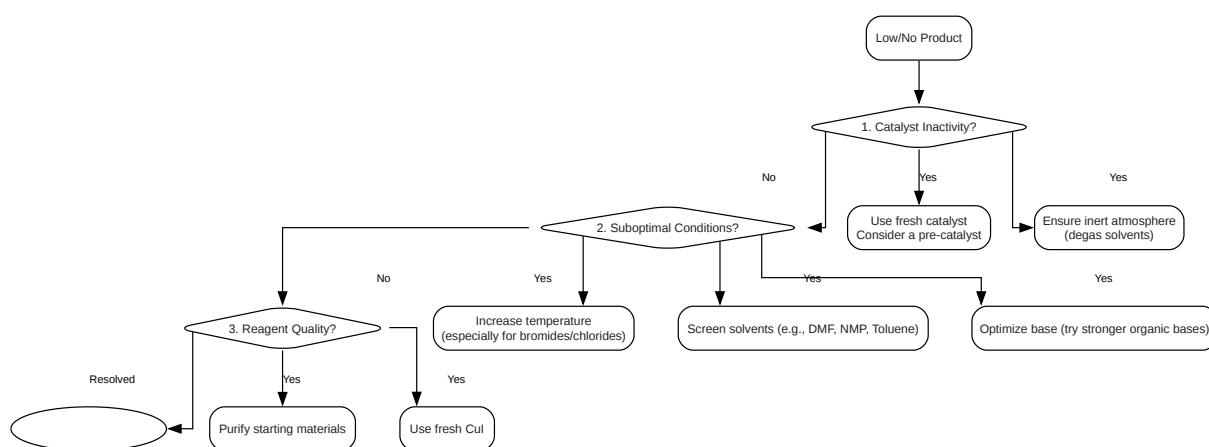 Low/No Product
1. Catalyst Inactivity?
No
Yes
Yes
Use fresh catalyst
Consider a pre-catalyst
Ensure inert atmosphere
(degas solvents)
2. Suboptimal Conditions?
No
Yes
Yes
Yes
3. Reagent Quality?
Increase temperature
(especially for bromides/chlorides)
Screen solvents (e.g., DMF, NMP, Toluene)
Optimize base (try stronger organic bases)
Resolved
Yes
Yes
Purify starting materials
Use fresh CuI